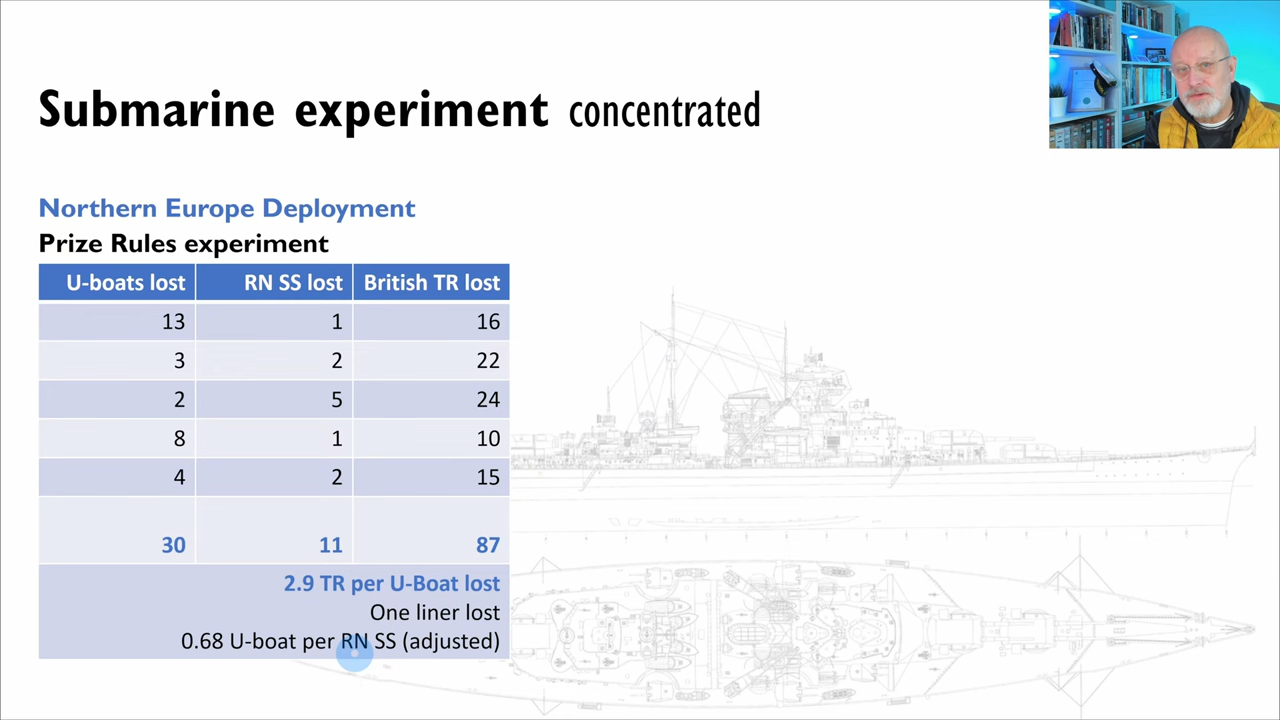 Submarine experiment concentrated
Northern Europe Deployment
Prize Rules experiment
U-boats lost RN SS lost British TR lost
13 1 16
3 2 22
2 5 24
8 1 10
4 2 15
30 11 87
2.9 TR per U-Boat lost
One liner lost
0.68 U-boat per RN SS (adjusted)